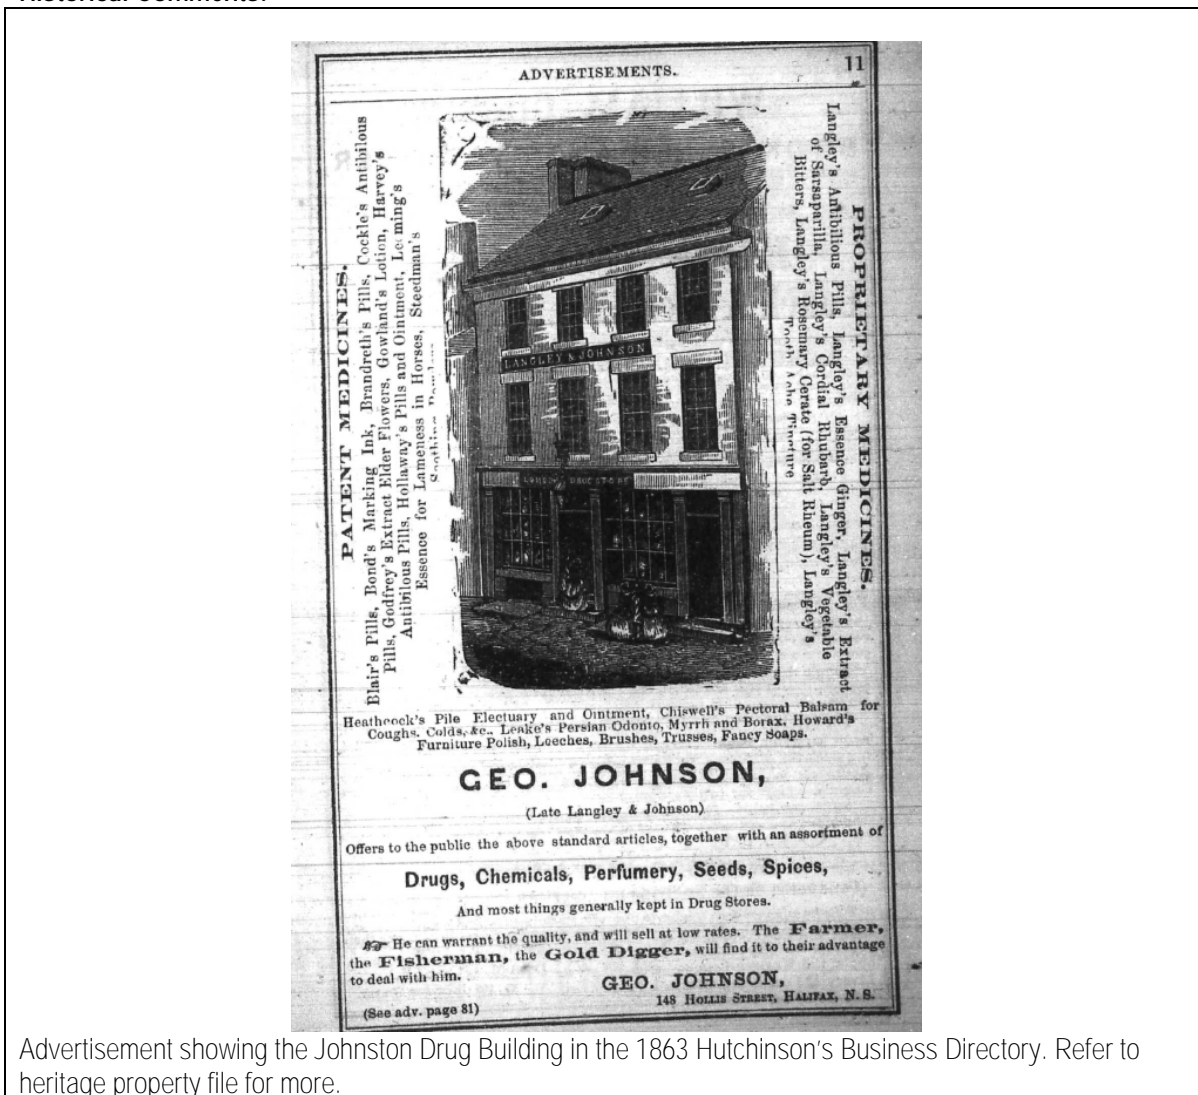 Historical Comments:
ADVERTISEMENTS.
11
PATENT MEDICINES.
Blair's Pills, Bond's Marking Ink, Brandreth's Pills, Cockle's Antibilous
Pills, Godfrey's Extract Elder Flowers, Gowland's Lotion, Harvey's
Antibilous Pills, Hollaway's Pills and Ointment, Leeming's
Essence for Lameness in Horses, Steedman's
Soothing Powders
LANGLEY & JOHNSON
LANGLEY'S DRUG STORE
PROPRIETARY MEDICINES.
Langley's Antibilious Pills, Langley's Essence Ginger, Langley's Extract
of Sarsaparilla, Langley's Cordial Rhubarb, Langley's Vegetable
Bitters, Langley's Rosemary Cerate (for Salt Rheum), Langley's
Tooth Ache Tincture
Heathcock's Pile Electuary and Ointment, Chiswell's Pectoral Balsam for
Coughs, Colds, &c., Leake's Persian Odonto, Myrrh and Borax, Howard's
Furniture Polish, Leeches, Brushes, Trusses, Fancy Soaps.
GEO. JOHNSON,
(Late Langley & Johnson)
Offers to the public the above standard articles, together with an assortment of
Drugs, Chemicals, Perfumery, Seeds, Spices,
And most things generally kept in Drug Stores.
He can warrant the quality, and will sell at low rates. The Farmer,
the Fisherman, the Gold Digger, will find it to their advantage
to deal with him.
GEO. JOHNSON,
148 HOLLIS STREET, HALIFAX, N. S.
(See adv. page 81)
Advertisement showing the Johnston Drug Building in the 1863 Hutchinson's Business Directory. Refer to
heritage property file for more.